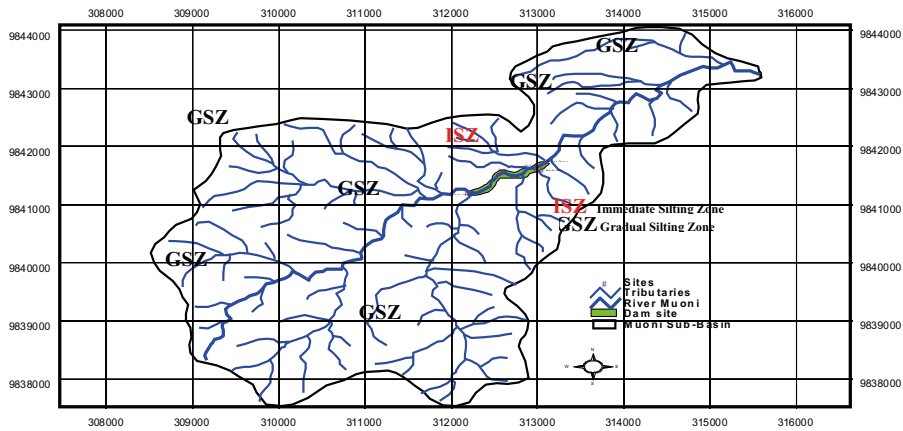 308000 309000 310000 311000 312000 313000 314000 315000 316000
9844000 9844000
GSZ
GSZ
9843000 9843000
GSZ
ISZ
9842000 9842000
GSZ
9841000 ISZ Immediate Silting Zone 9841000
GSZ Gradual Silting Zone
GSZ
9840000 9840000
# Sites
Tributaries
River Muoni
GSZ
Dam site
9839000 Muoni Sub-Basin 9839000
N
W E
S
9838000 9838000
308000 309000 310000 311000 312000 313000 314000 315000 316000